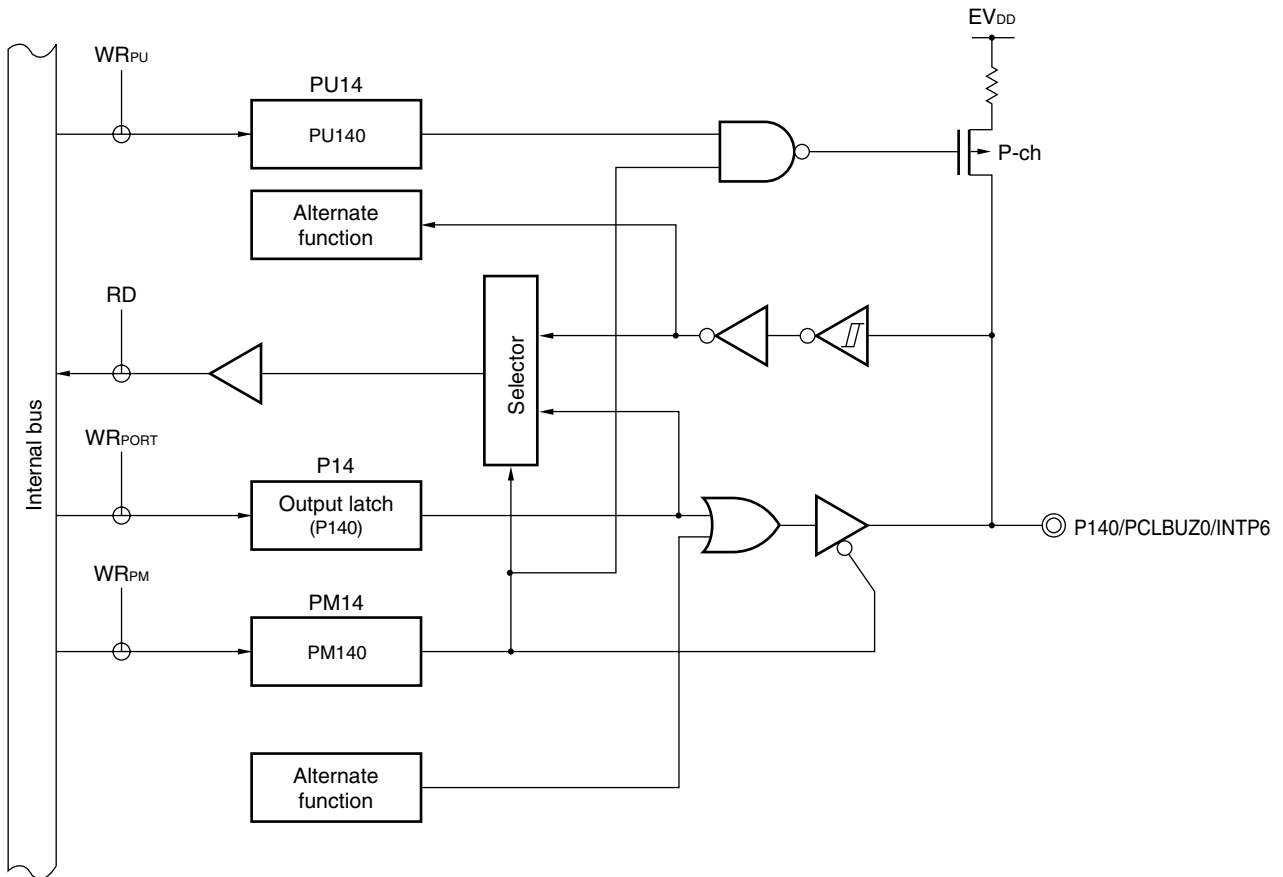 EVDD
WRPU
PU14
PU140
P-ch
Alternate
function
RD
Selector
Internal bus
WRPORT
P14
Output latch
(P140)
P140/PCLBUZ0/INTP6
WRPM
PM14
PM140
Alternate
function